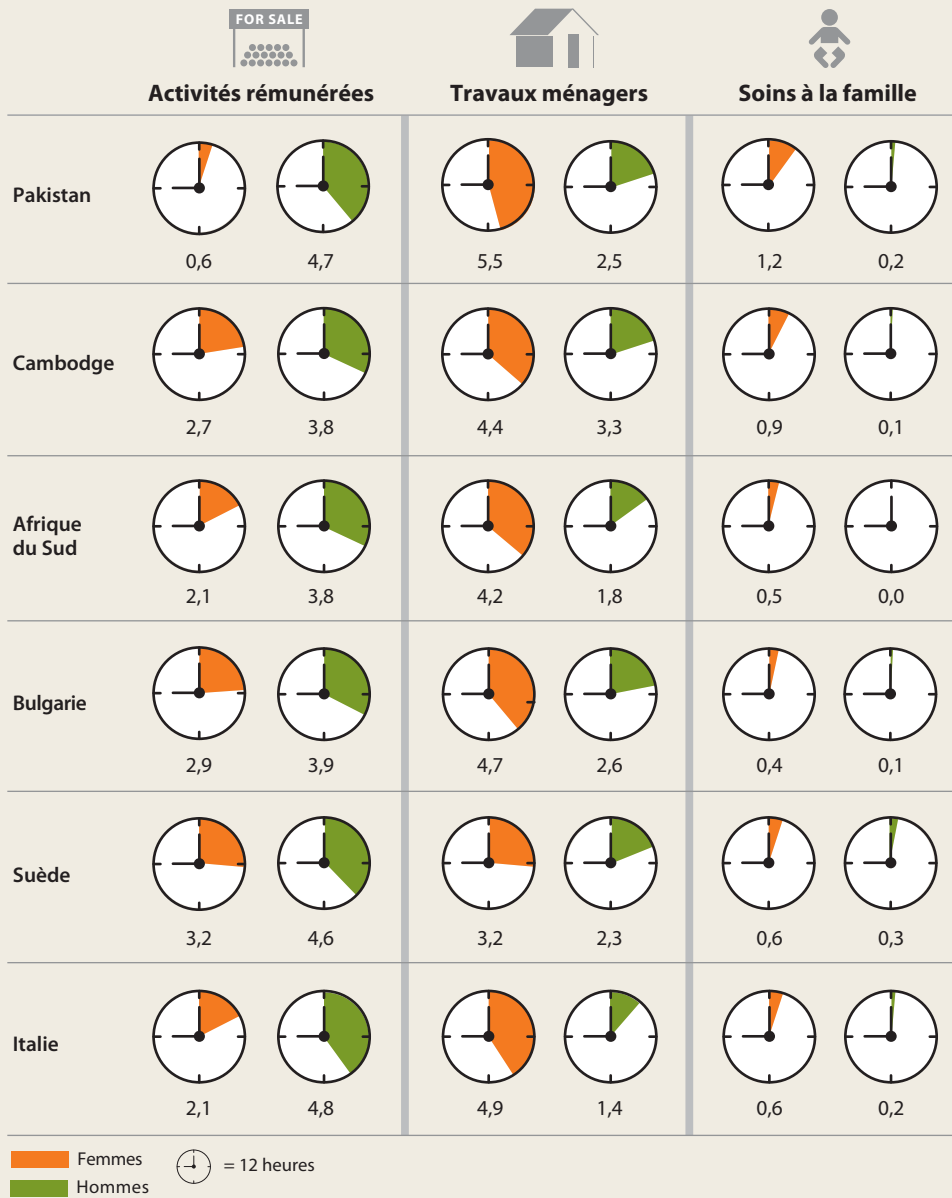 FOR SALE
Activités rémunérées
Travaux ménagers
Soins à la famille
Pakistan
0,6 4,7 5,5 2,5 1,2 0,2
Cambodge
2,7 3,8 4,4 3,3 0,9 0,1
Afrique
du Sud
2,1 3,8 4,2 1,8 0,5 0,0
Bulgarie
2,9 3,9 4,7 2,6 0,4 0,1
Suède
3,2 4,6 3,2 2,3 0,6 0,3
Italie
2,1 4,8 4,9 1,4 0,6 0,2
Femmes
Hommes
= 12 heures